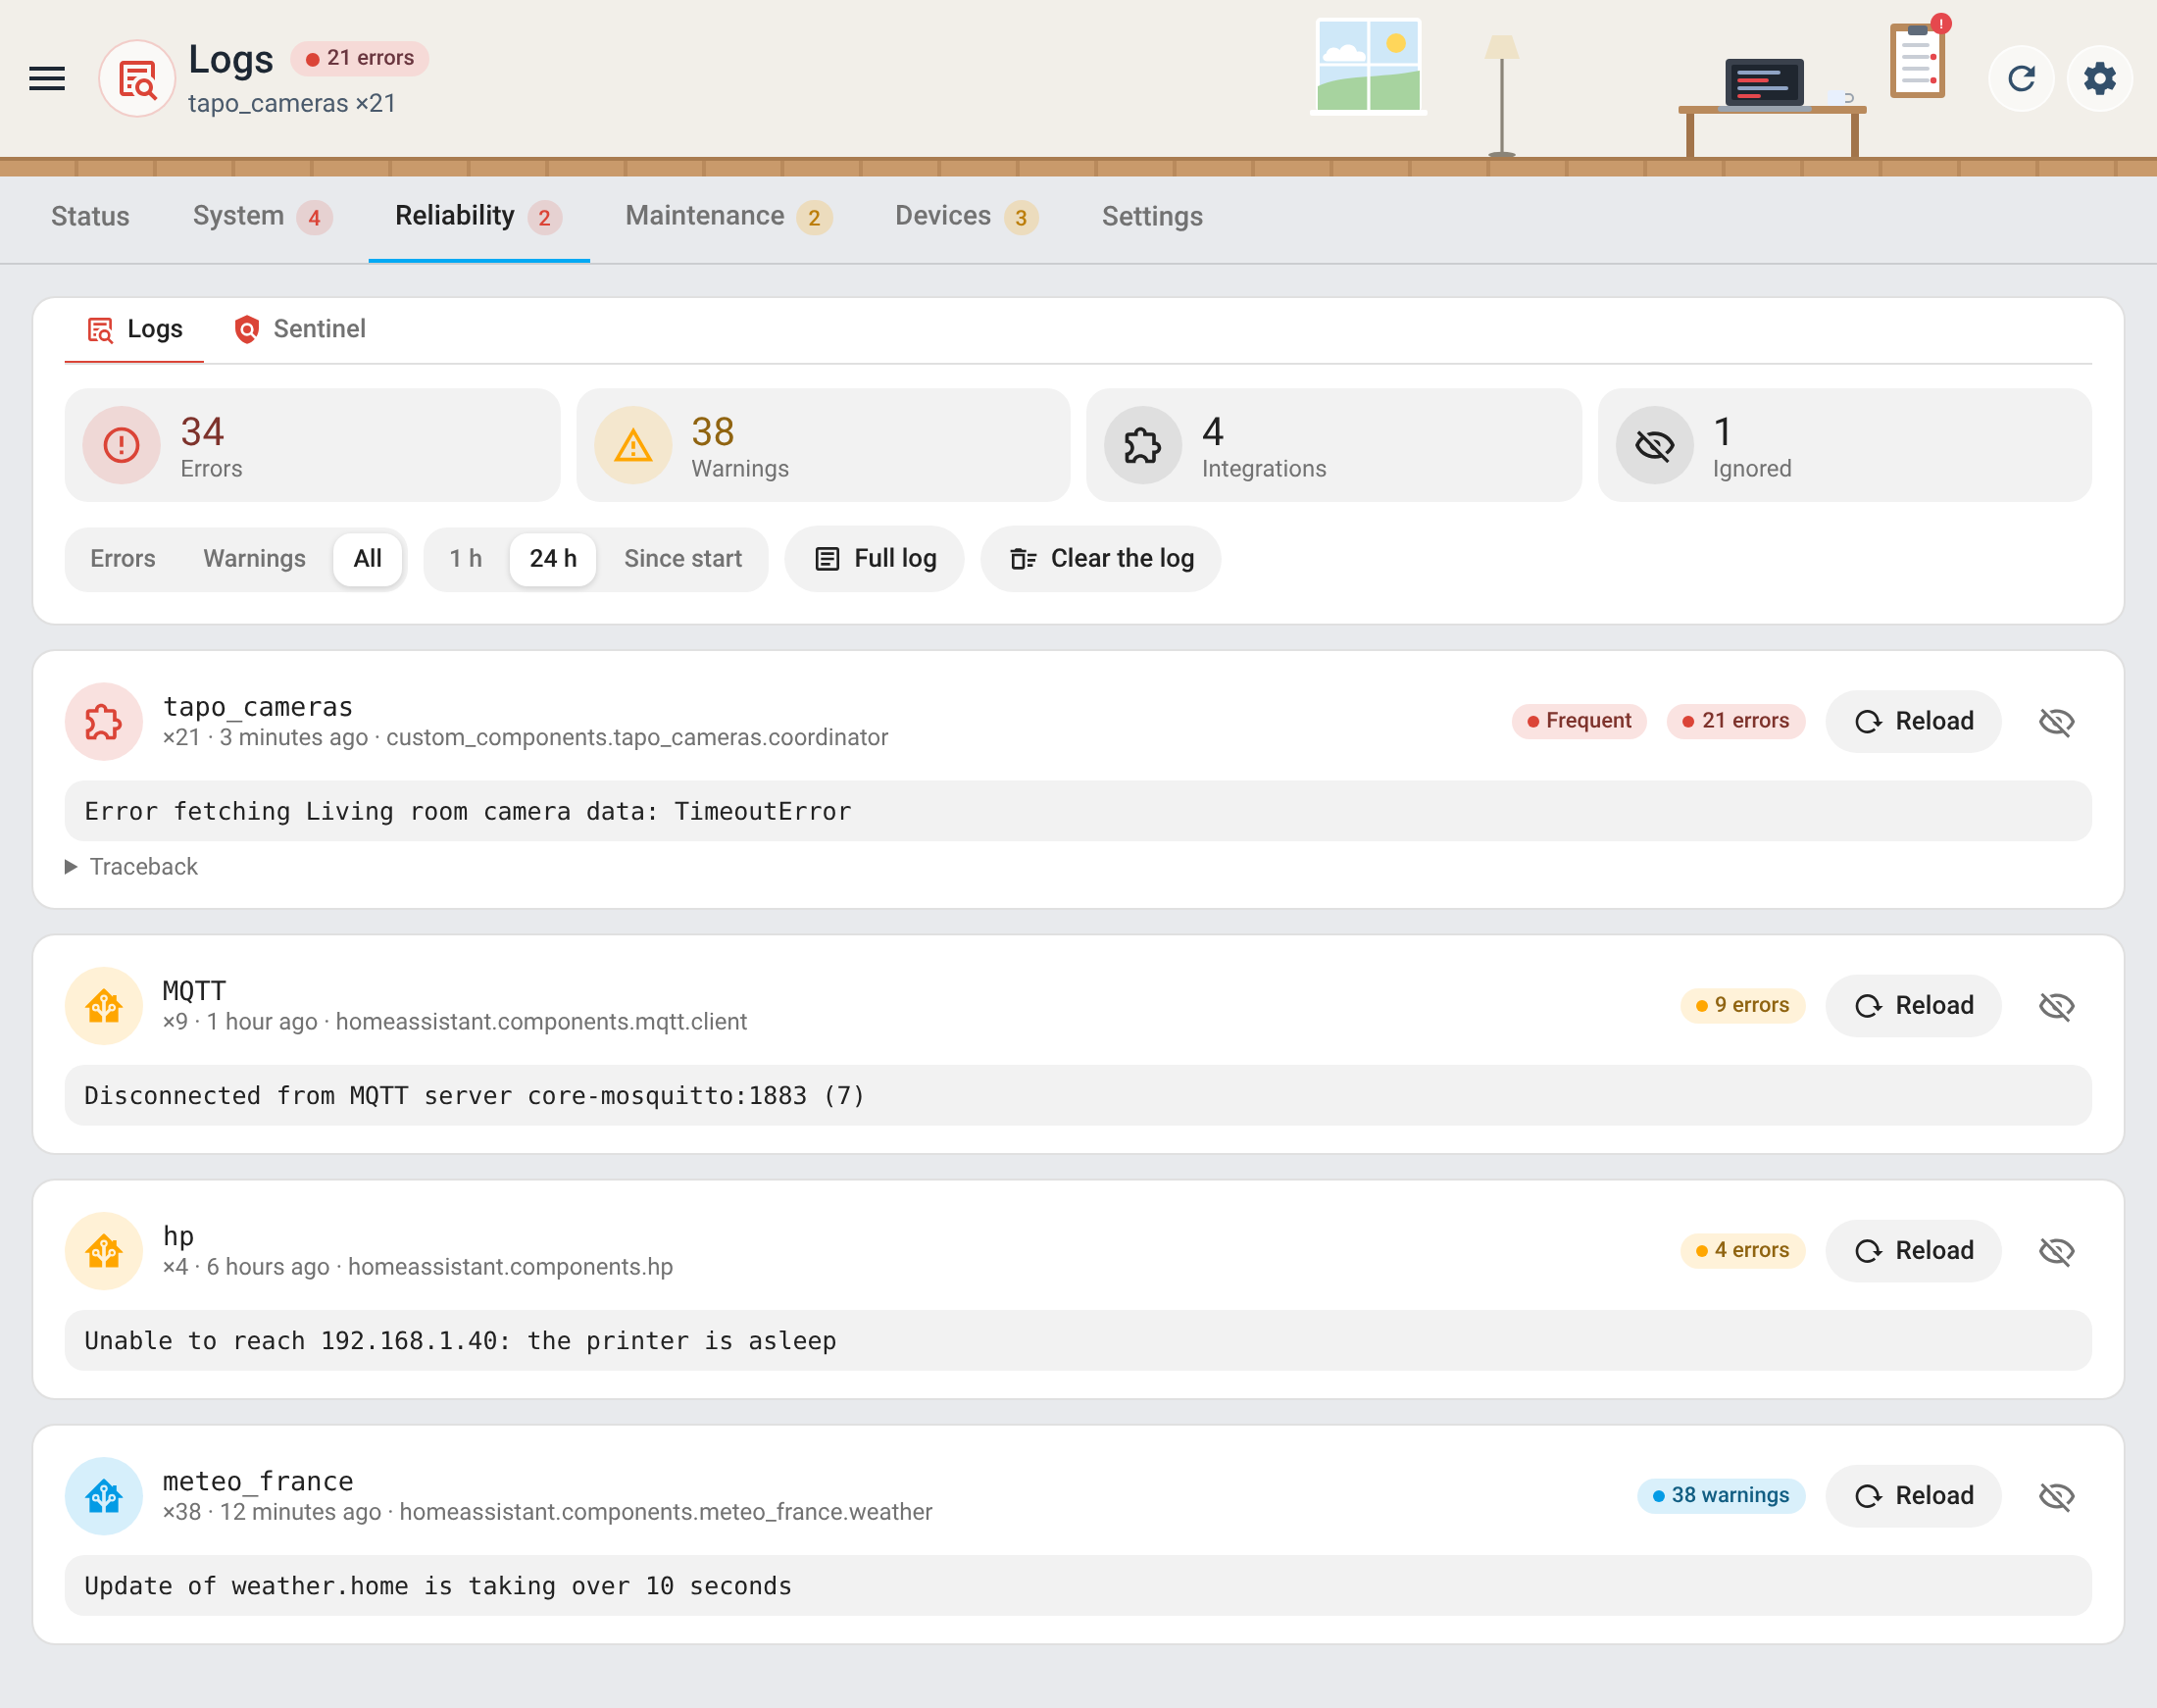 Logs
21 errors
tapo_cameras ×21
!
Status
System 4
Reliability 2
Maintenance 2
Devices 3
Settings
Logs
Sentinel
34
Errors
38
Warnings
4
Integrations
1
Ignored
Errors
Warnings
All
1 h
24 h
Since start
Full log
Clear the log
tapo_cameras
×21 · 3 minutes ago · custom_components.tapo_cameras.coordinator
Frequent
21 errors
Reload
Error fetching Living room camera data: TimeoutError
Traceback
MQTT
×9 · 1 hour ago · homeassistant.components.mqtt.client
9 errors
Reload
Disconnected from MQTT server core-mosquitto:1883 (7)
hp
×4 · 6 hours ago · homeassistant.components.hp
4 errors
Reload
Unable to reach 192.168.1.40: the printer is asleep
meteo_france
×38 · 12 minutes ago · homeassistant.components.meteo_france.weather
38 warnings
Reload
Update of weather.home is taking over 10 seconds